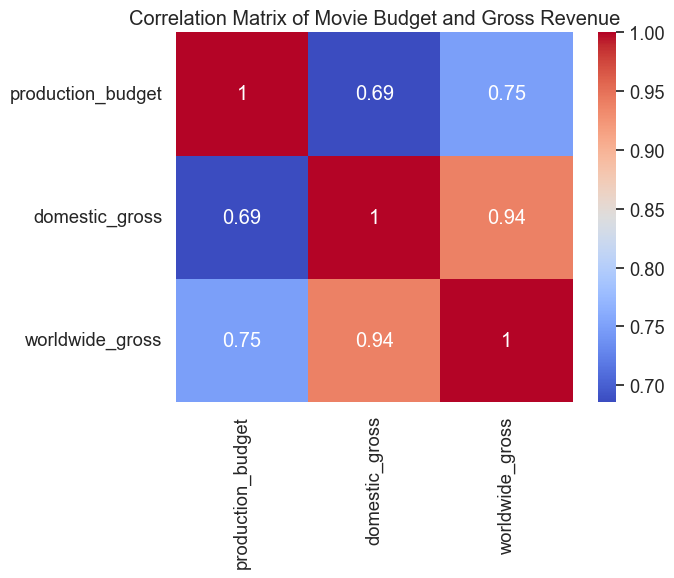 Correlation Matrix of Movie Budget and Gross Revenue
production_budget 1 0.69 0.75
domestic_gross 0.69 1 0.94
worldwide_gross 0.75 0.94 1
production_budget
domestic_gross
worldwide_gross
1.00
0.95
0.90
0.85
0.80
0.75
0.70